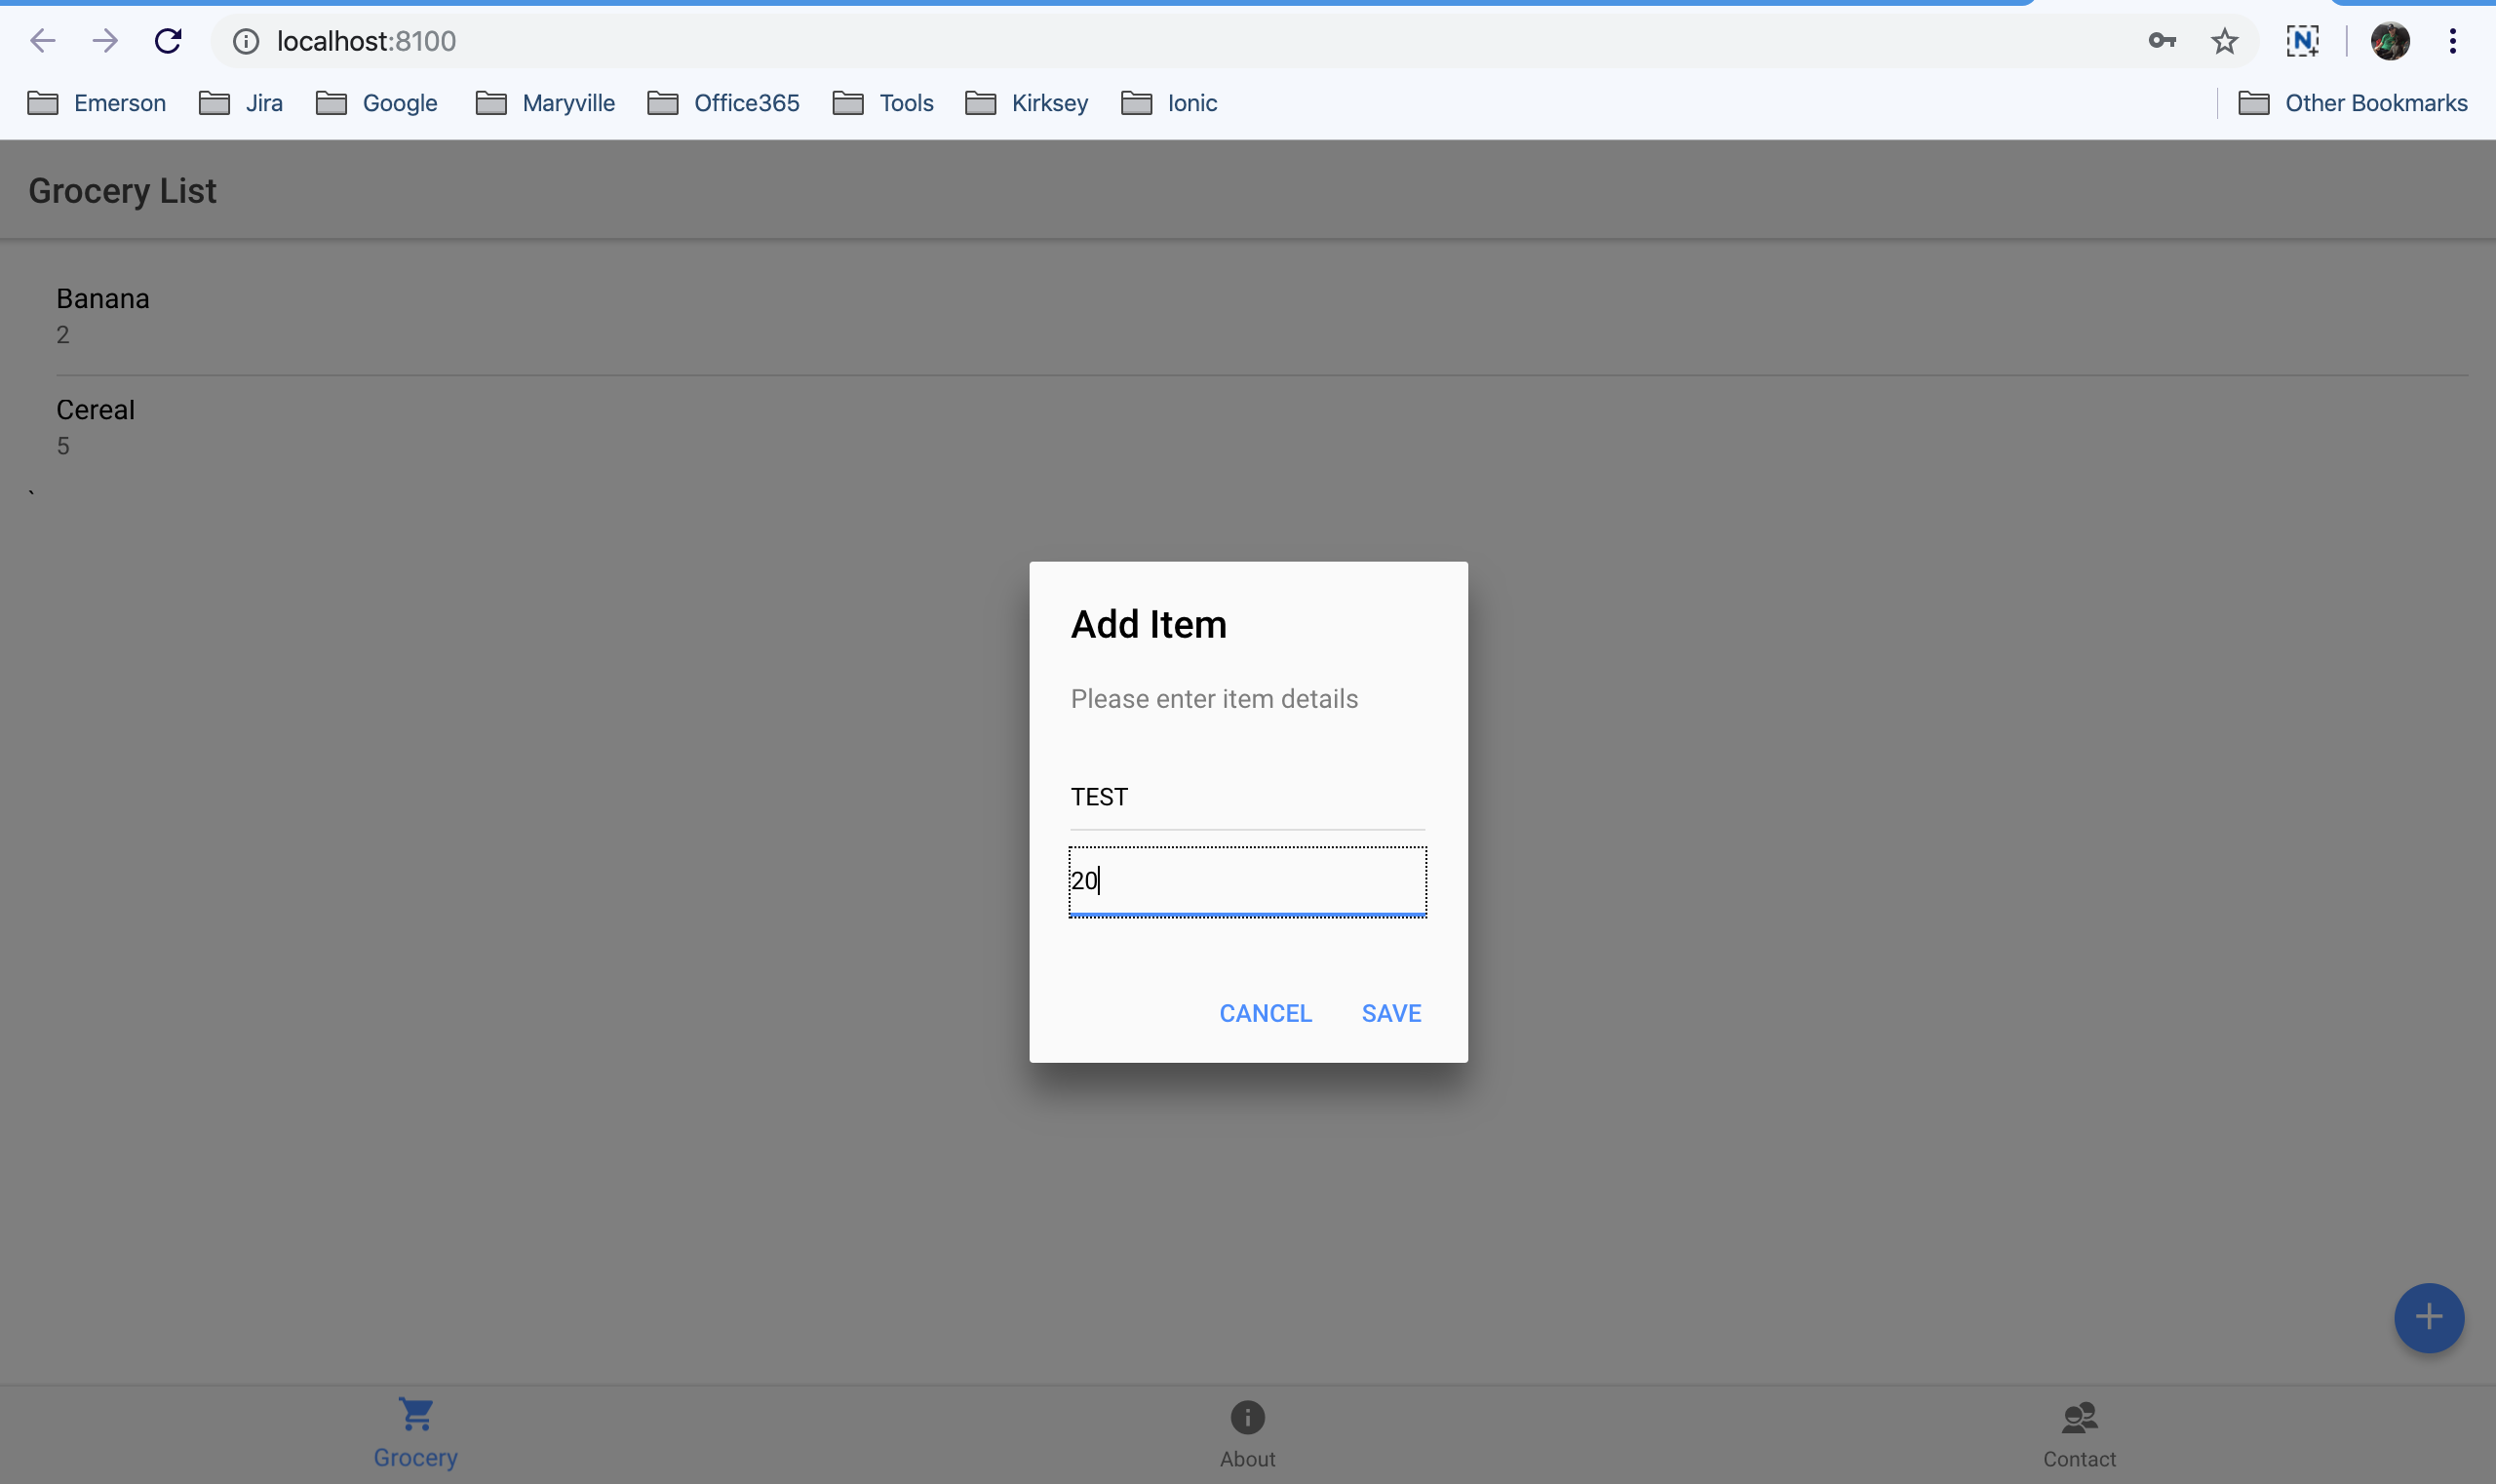 localhost:8100
Emerson Jira Google Maryville Office365 Tools Kirksey Ionic Other Bookmarks
Grocery List
Banana
2
Cereal
5
`
Add Item
Please enter item details
TEST
20
CANCEL SAVE
Grocery About Contact